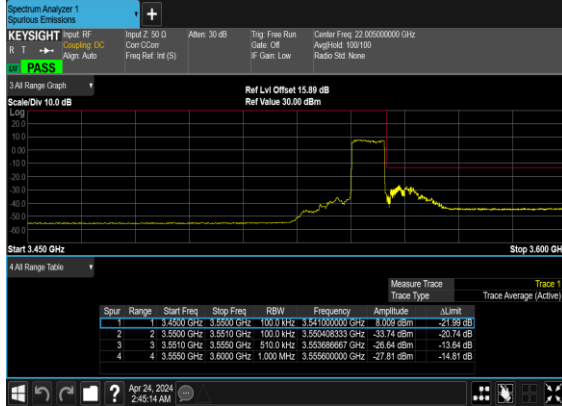 Spectrum Analyzer 1
Spurious Emissions
KEYSIGHT Input: RF Input Z: 50 Ω Atten: 30 dB Trig: Free Run Center Freq: 22.005000000 GHz
R T Coupling: DC Corr CCorr Gate: Off Avg|Hold: 100/100
Align: Auto Freq Ref: Int (S) IF Gain: Low Radio Std: None
PASS
3 All Range Graph
Ref Lvl Offset 15.89 dB
Scale/Div 10.0 dB Ref Value 30.00 dBm
Log
20.0
10.0
0.00
-10.0
-20.0
-30.0
-40.0
-50.0
-60.0
Start 3.450 GHz Stop 3.600 GH
4 All Range Table
Measure Trace Trace 1
Trace Type Trace Average (Active)
Spur Range Start Freq Stop Freq RBW Frequency Amplitude ΔLimit
1 1 3.4500 GHz 3.5500 GHz 100.0 kHz 3.541000000 GHz 8.009 dBm -21.99 dB
2 2 3.5500 GHz 3.5510 GHz 100.0 kHz 3.550408333 GHz -33.74 dBm -20.74 dB
3 3 3.5510 GHz 3.5550 GHz 510.0 kHz 3.553686667 GHz -26.64 dBm -13.64 dB
4 4 3.5550 GHz 3.6000 GHz 1.000 MHz 3.555600000 GHz -27.81 dBm -14.81 dB
Apr 24, 2024
2:45:14 AM